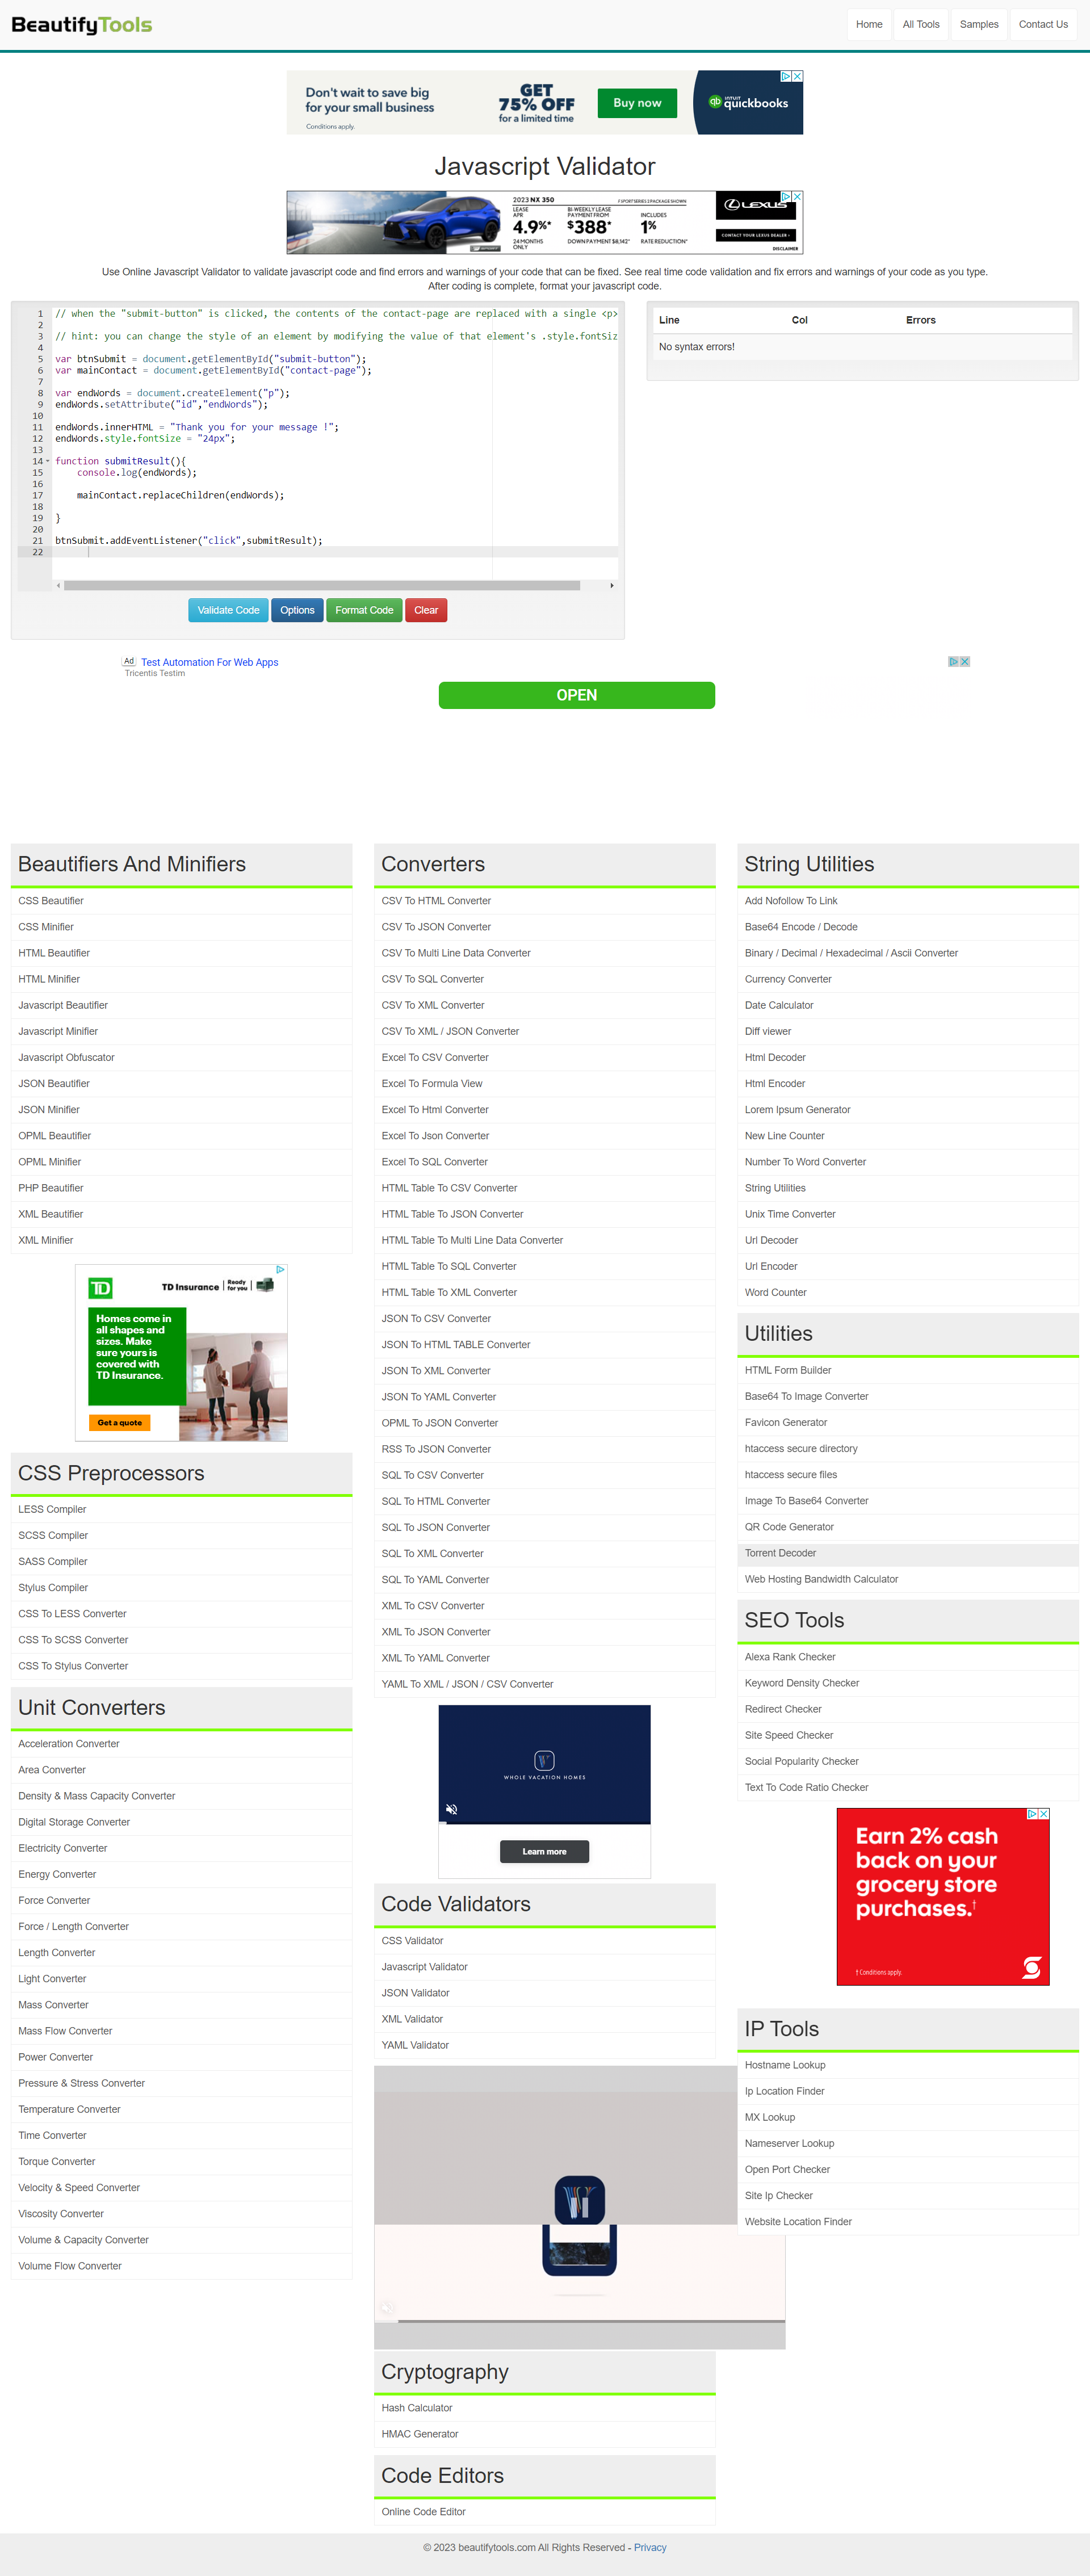 BeautifyTools
Home
All Tools
Samples
Contact Us
Don't wait to save big
for your small business
Conditions apply.
GET
75% OFF
for a limited time
Buy now
intuit
quickbooks
Javascript Validator
2023 NX 350
F SPORT SERIES 2 PACKAGE SHOWN
LEASE
APR
4.9%*
24 MONTHS
ONLY
BI-WEEKLY LEASE
PAYMENT FROM
$388*
DOWN PAYMENT $8,142*
INCLUDES
1%
RATE REDUCTION*
LEXUS
CONTACT YOUR LEXUS DEALER ›
DISCLAIMER
Use Online Javascript Validator to validate javascript code and find errors and warnings of your code that can be fixed. See real time code validation and fix errors and warnings of your code as you type.
After coding is complete, format your javascript code.
1 // when the "submit-button" is clicked, the contents of the contact-page are replaced with a single <p>
2
3 // hint: you can change the style of an element by modifying the value of that element's .style.fontSiz
4
5 var btnSubmit = document.getElementById("submit-button");
6 var mainContact = document.getElementById("contact-page");
7
8 var endWords = document.createElement("p");
9 endWords.setAttribute("id","endWords");
10
11 endWords.innerHTML = "Thank you for your message !";
12 endWords.style.fontSize = "24px";
13
14 function submitResult(){
15 console.log(endWords);
16
17 mainContact.replaceChildren(endWords);
18
19 }
20
21 btnSubmit.addEventListener("click",submitResult);
22
Validate Code
Options
Format Code
Clear
Line Col Errors
No syntax errors!
Ad Test Automation For Web Apps
Tricentis Testim
OPEN
Beautifiers And Minifiers
CSS Beautifier
CSS Minifier
HTML Beautifier
HTML Minifier
Javascript Beautifier
Javascript Minifier
Javascript Obfuscator
JSON Beautifier
JSON Minifier
OPML Beautifier
OPML Minifier
PHP Beautifier
XML Beautifier
XML Minifier
TD
TD Insurance
Ready
for you
Homes come in
all shapes and
sizes. Make
sure yours is
covered with
TD Insurance.
Get a quote
CSS Preprocessors
LESS Compiler
SCSS Compiler
SASS Compiler
Stylus Compiler
CSS To LESS Converter
CSS To SCSS Converter
CSS To Stylus Converter
Unit Converters
Acceleration Converter
Area Converter
Density & Mass Capacity Converter
Digital Storage Converter
Electricity Converter
Energy Converter
Force Converter
Force / Length Converter
Length Converter
Light Converter
Mass Converter
Mass Flow Converter
Power Converter
Pressure & Stress Converter
Temperature Converter
Time Converter
Torque Converter
Velocity & Speed Converter
Viscosity Converter
Volume & Capacity Converter
Volume Flow Converter
Converters
CSV To HTML Converter
CSV To JSON Converter
CSV To Multi Line Data Converter
CSV To SQL Converter
CSV To XML Converter
CSV To XML / JSON Converter
Excel To CSV Converter
Excel To Formula View
Excel To Html Converter
Excel To Json Converter
Excel To SQL Converter
HTML Table To CSV Converter
HTML Table To JSON Converter
HTML Table To Multi Line Data Converter
HTML Table To SQL Converter
HTML Table To XML Converter
JSON To CSV Converter
JSON To HTML TABLE Converter
JSON To XML Converter
JSON To YAML Converter
OPML To JSON Converter
RSS To JSON Converter
SQL To CSV Converter
SQL To HTML Converter
SQL To JSON Converter
SQL To XML Converter
SQL To YAML Converter
XML To CSV Converter
XML To JSON Converter
XML To YAML Converter
YAML To XML / JSON / CSV Converter
WHOLE VACATION HOMES
Learn more
Code Validators
CSS Validator
Javascript Validator
JSON Validator
XML Validator
YAML Validator
Cryptography
Hash Calculator
HMAC Generator
Code Editors
Online Code Editor
String Utilities
Add Nofollow To Link
Base64 Encode / Decode
Binary / Decimal / Hexadecimal / Ascii Converter
Currency Converter
Date Calculator
Diff viewer
Html Decoder
Html Encoder
Lorem Ipsum Generator
New Line Counter
Number To Word Converter
String Utilities
Unix Time Converter
Url Decoder
Url Encoder
Word Counter
Utilities
HTML Form Builder
Base64 To Image Converter
Favicon Generator
htaccess secure directory
htaccess secure files
Image To Base64 Converter
QR Code Generator
Torrent Decoder
Web Hosting Bandwidth Calculator
SEO Tools
Alexa Rank Checker
Keyword Density Checker
Redirect Checker
Site Speed Checker
Social Popularity Checker
Text To Code Ratio Checker
Earn 2% cash
back on your
grocery store
purchases.†
‡ Conditions apply.
IP Tools
Hostname Lookup
Ip Location Finder
MX Lookup
Nameserver Lookup
Open Port Checker
Site Ip Checker
Website Location Finder
© 2023 beautifytools.com All Rights Reserved - Privacy